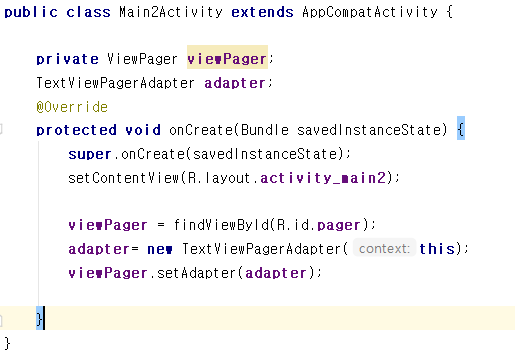 public class Main2Activity extends AppCompatActivity {
private ViewPager viewPager;
TextViewPagerAdapter adapter;
@Override
protected void onCreate(Bundle savedInstanceState) {
super.onCreate(savedInstanceState);
setContentView(R.layout.activity_main2);
viewPager = findViewById(R.id.pager);
adapter= new TextViewPagerAdapter( context: this);
viewPager.setAdapter(adapter);
}
}